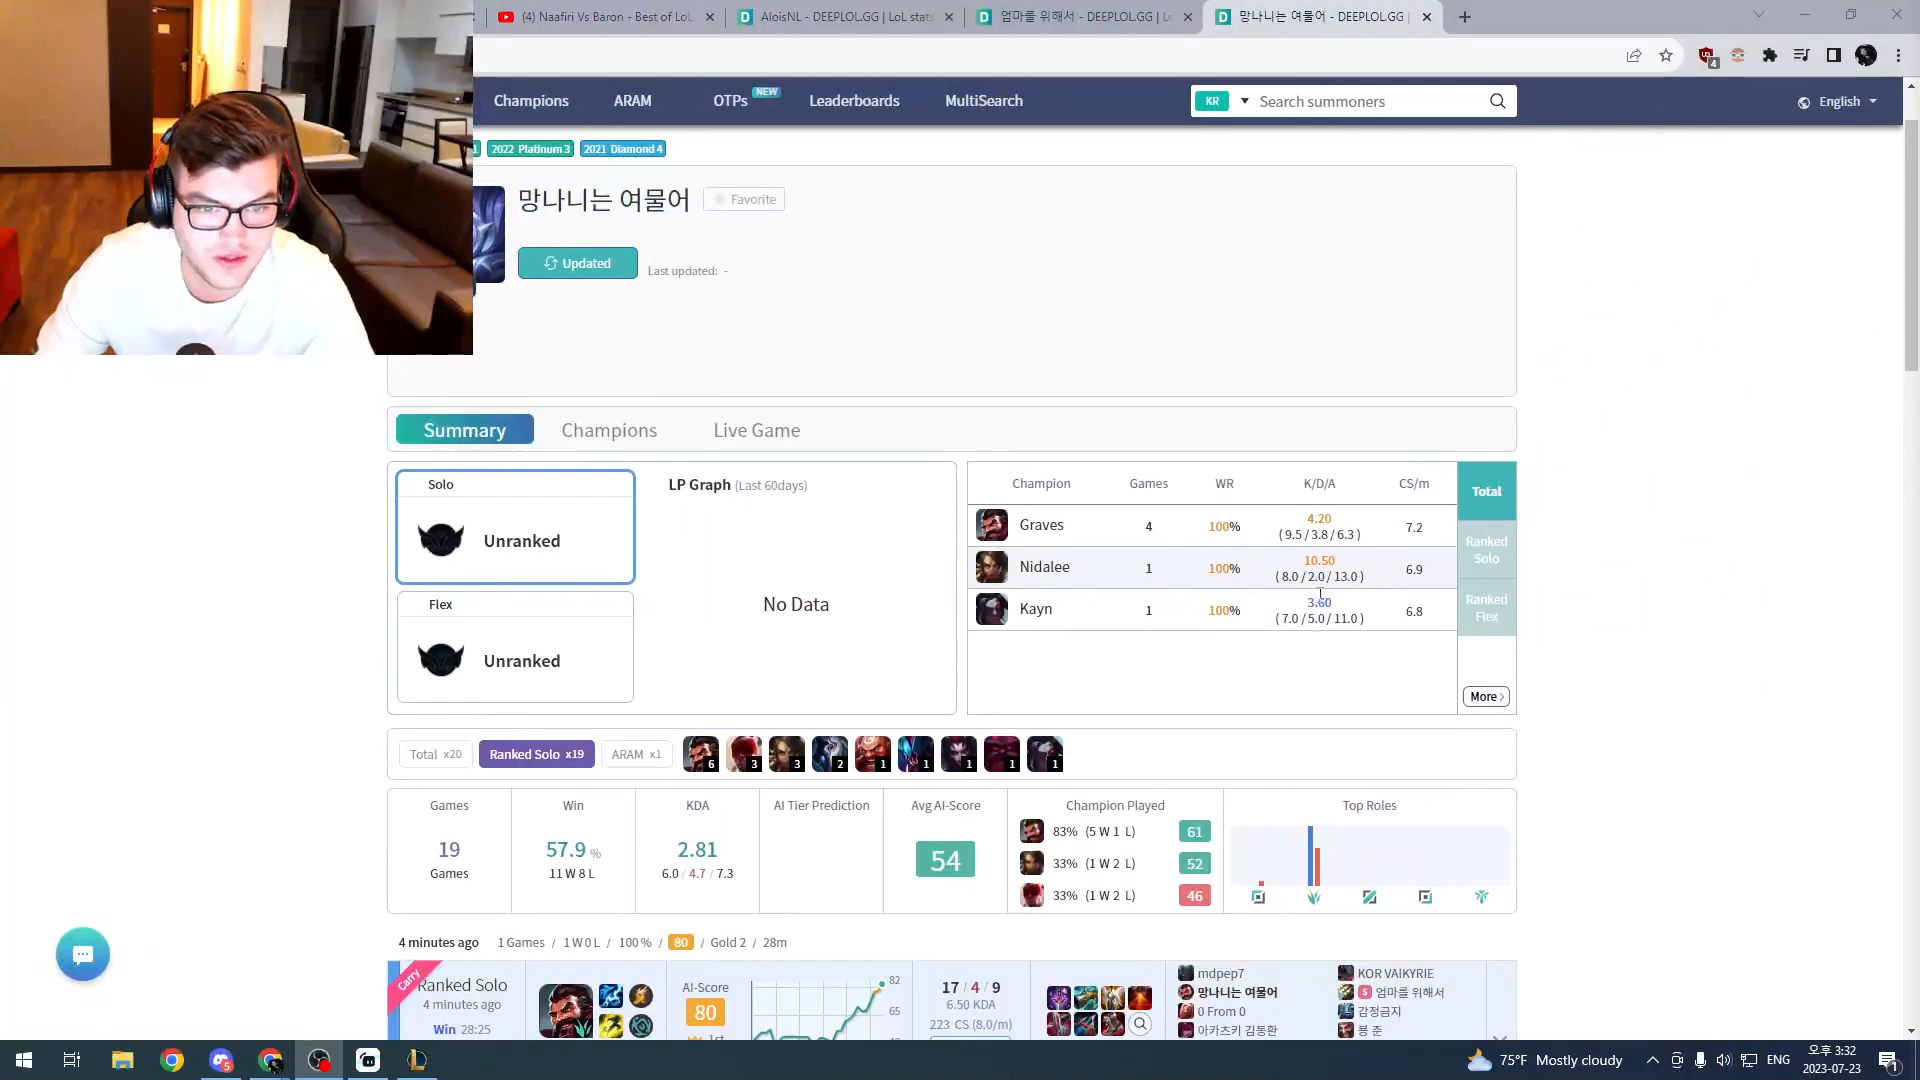 (4) Naafiri Vs Baron - Best of LoL
AloisNL - DEEPLOL.GG | LoL stats
엄마를 위해서 - DEEPLOL.GG | Lo
망나니는 여물어 - DEEPLOL.GG |
4
Champions
ARAM
OTPs
NEW
Leaderboards
MultiSearch
KR
Search summoners
English
1
2022 Platinum 3
2021 Diamond 4
망나니는 여물어
Favorite
Updated
Last updated: -
Summary
Champions
Live Game
Solo
Unranked
Flex
Unranked
LP Graph (Last 60days)
No Data
Champion Games WR K/D/A CS/m
Graves 4 100% 4.20 7.2
( 9.5 / 3.8 / 6.3 )
Nidalee 1 100% 10.50 6.9
( 8.0 / 2.0 / 13.0 )
Kayn 1 100% 3.60 6.8
( 7.0 / 5.0 / 11.0 )
Total
Ranked
Solo
Ranked
Flex
More
Total x20
Ranked Solo x19
ARAM x1
6 3 3 2 1 1 1 1 1
Games Win KDA AI Tier Prediction Avg AI-Score Champion Played Top Roles
19
Games
57.9 %
11 W 8 L
2.81
6.0 / 4.7 / 7.3
54
83% (5 W 1 L) 61
33% (1 W 2 L) 52
33% (1 W 2 L) 46
4 minutes ago 1 Games / 1 W 0 L / 100 % / 80 / Gold 2 / 28m
Carry
Ranked Solo
4 minutes ago
Win 28:25
AI-Score
80
1st
82
65
17 / 4 / 9
6.50 KDA
223 CS (8.0/m)
mdpep7
망나니는 여물어
0 From 0
아카츠키 김동환
KOR VAlKYRIE
S 엄마를 위해서
감정금지
5
75°F Mostly cloudy
ENG
오후 3:32
2023-07-23
1